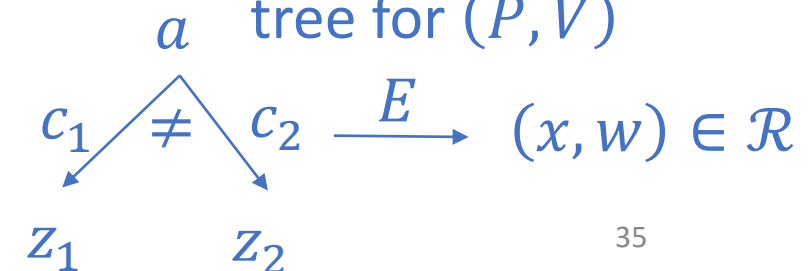 tree for (P, V)
a
c₁ ≠ c₂ E (x, w) ∈ ℛ
z₁ z₂
35